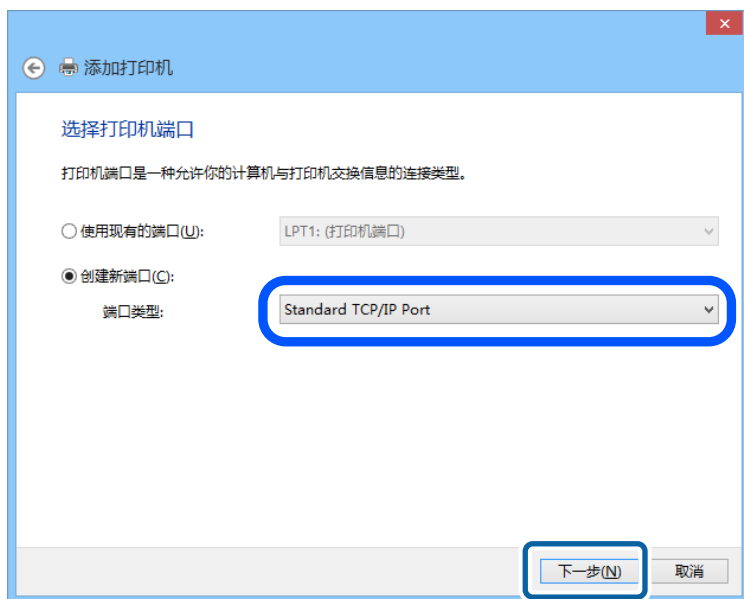 添加打印机
选择打印机端口
打印机端口是一种允许你的计算机与打印机交换信息的连接类型。
使用现有的端口(U): LPT1: (打印机端口)
创建新端口(C):
端口类型: Standard TCP/IP Port
下一步(N) 取消